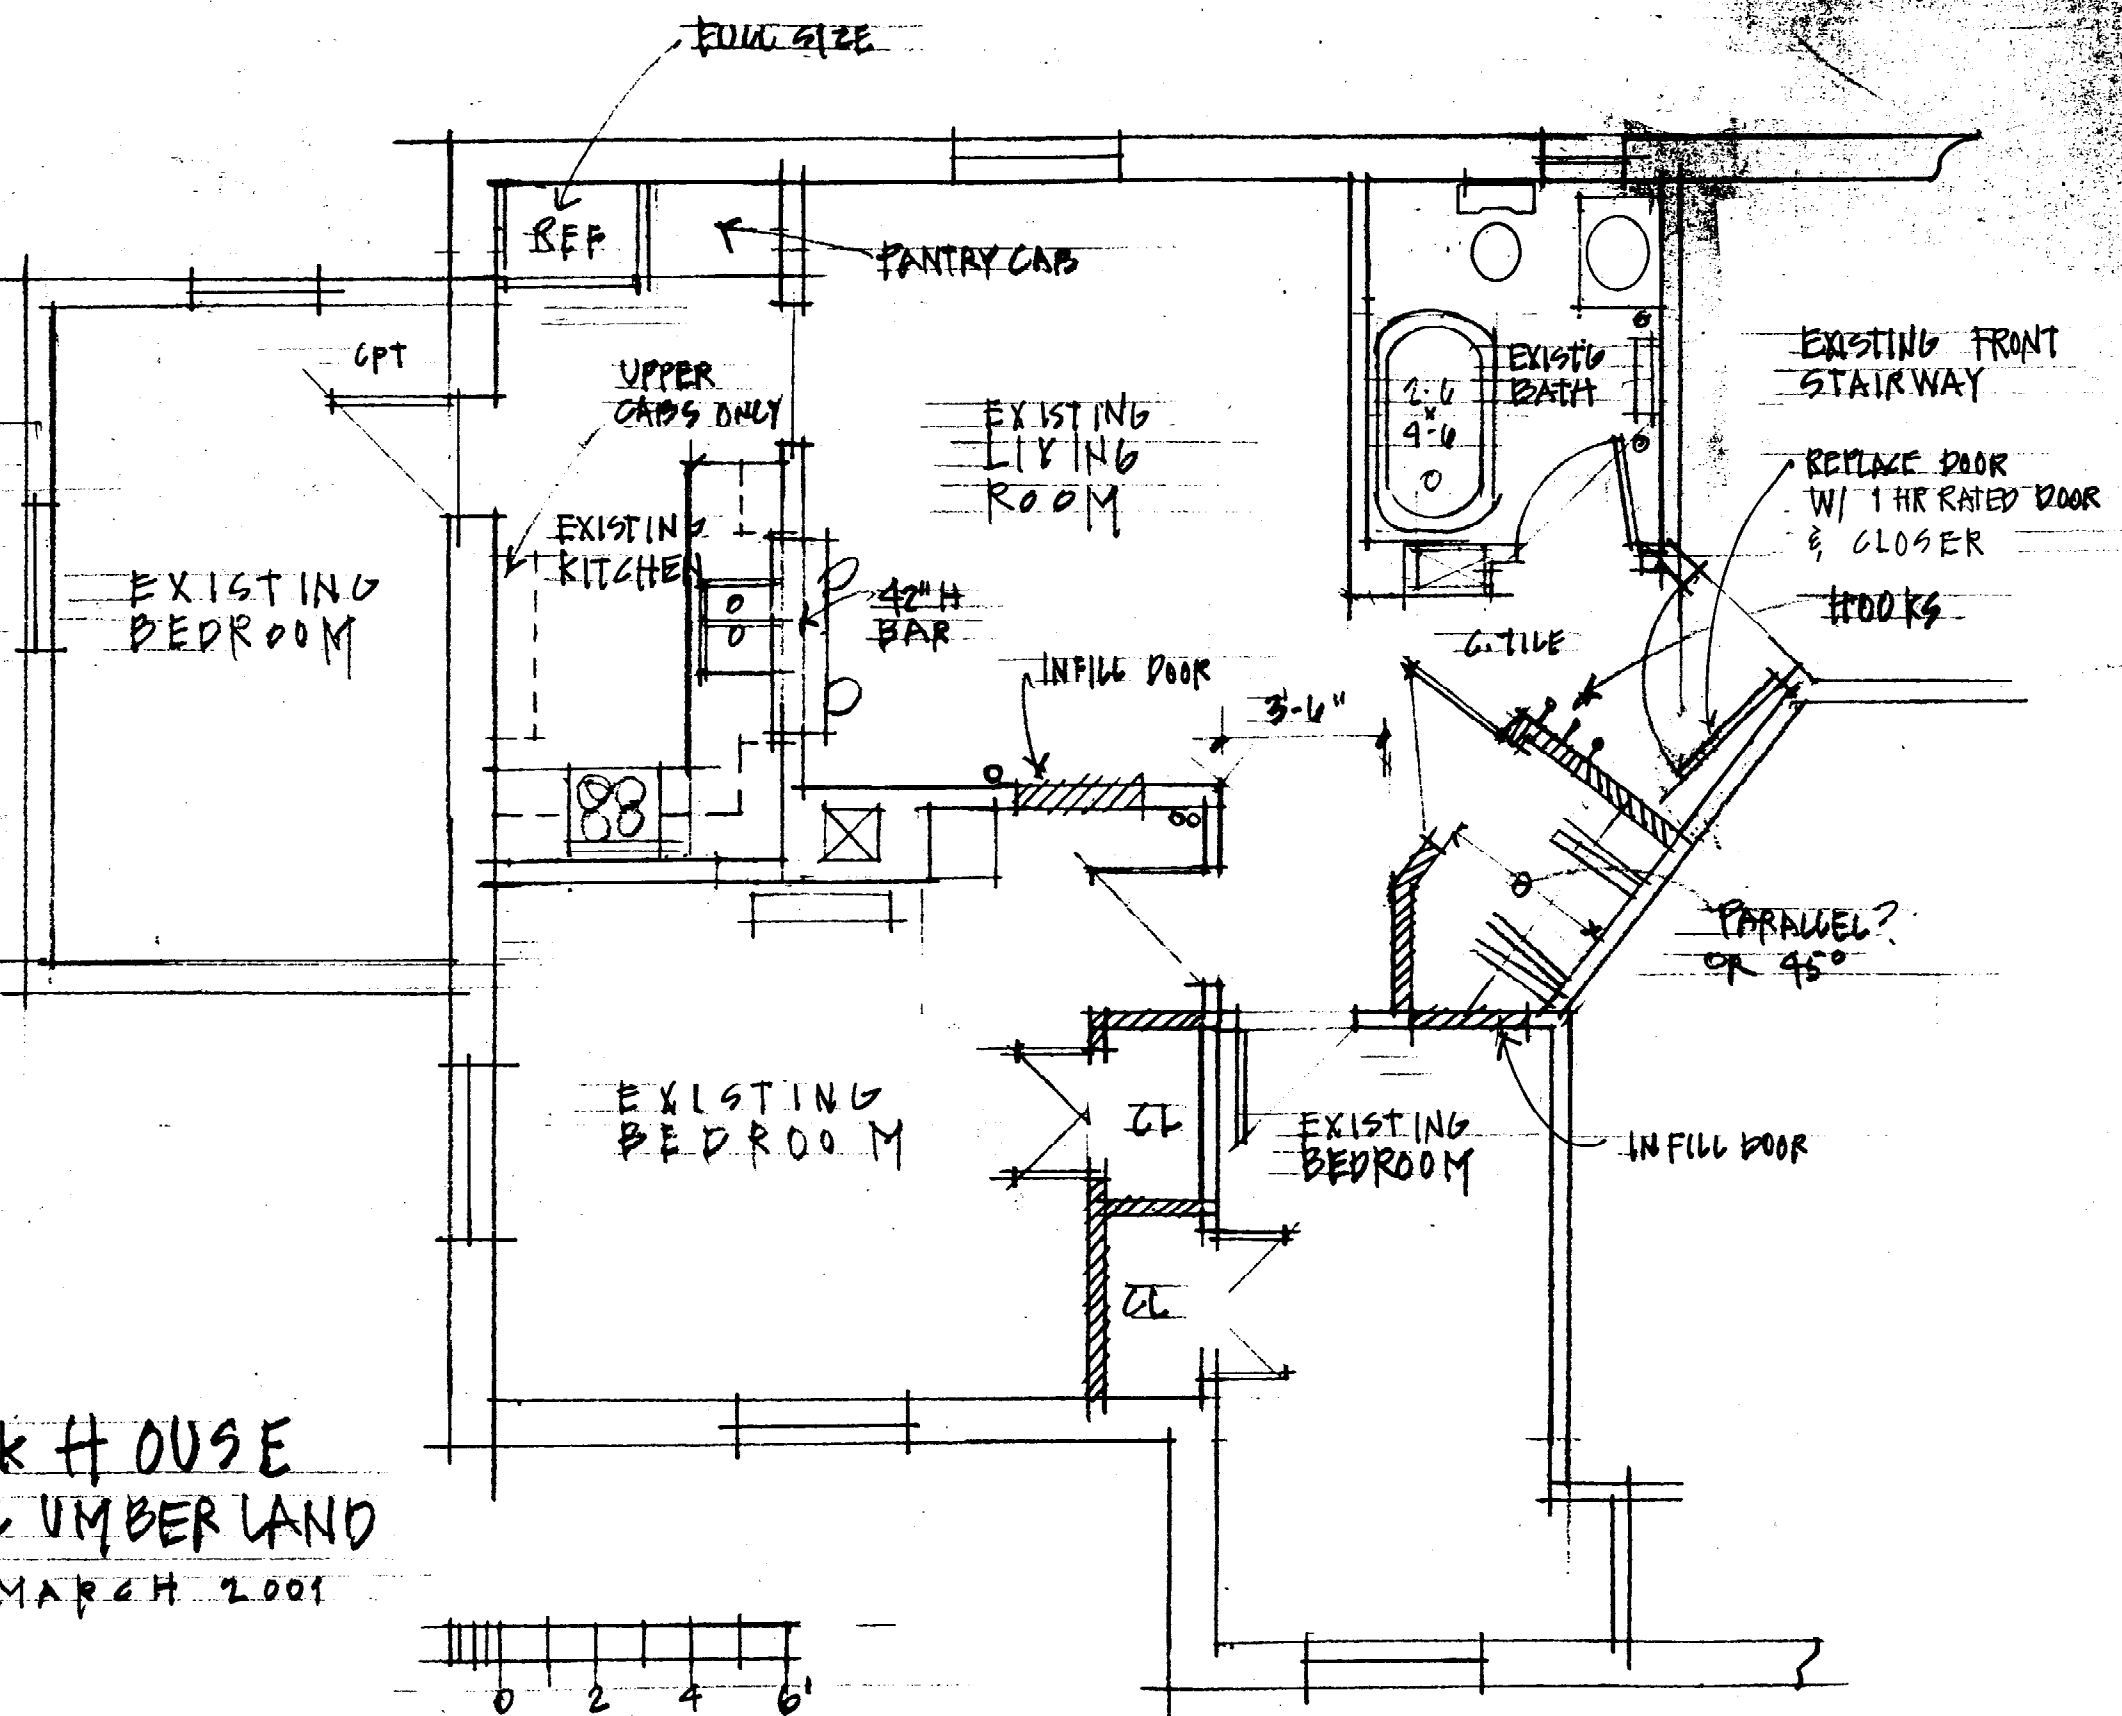 FULL SIZE
REF
PANTRY CAB
CPT
UPPER
CABS ONLY
EXISTING
LIVING
ROOM
EXIST'G
BATH
2-6
x
4-6
EXISTING FRONT
STAIRWAY
REPLACE DOOR
W/ 1 HR RATED DOOR
& CLOSER
HOOKS
EXISTING
KITCHEN
EXISTING
BEDROOM
42" H
BAR
INFILL DOOR
C. TILE
3-6"
PARALLEL?
OR 45°
EXISTING
BEDROOM
CL
EXISTING
BEDROOM
INFILL DOOR
CL
K HOUSE
UMBERLAND
MARCH 2001
0 2 4 6'